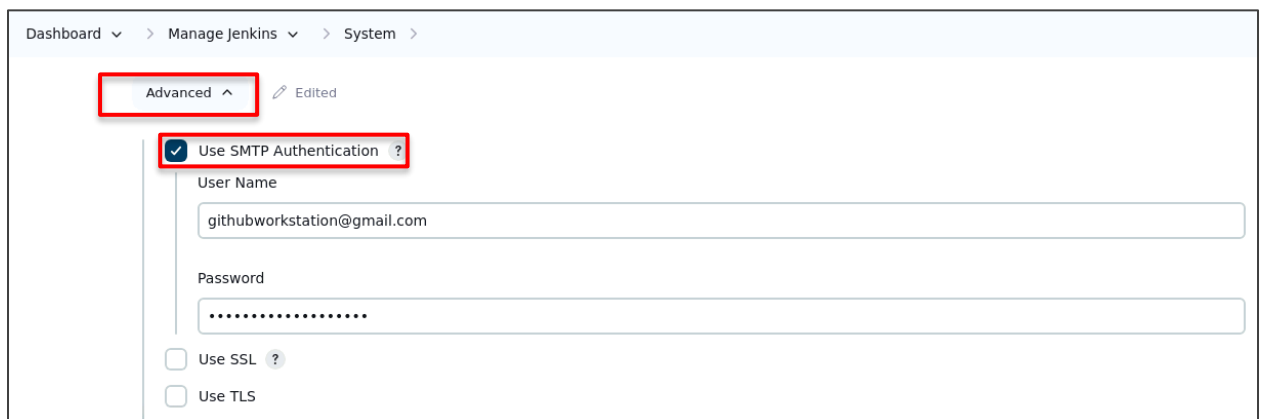 Dashboard > Manage Jenkins > System >
Advanced Edited
Use SMTP Authentication ?
User Name
githubworkstation@gmail.com
Password
•••••••••••••••••••
Use SSL ?
Use TLS